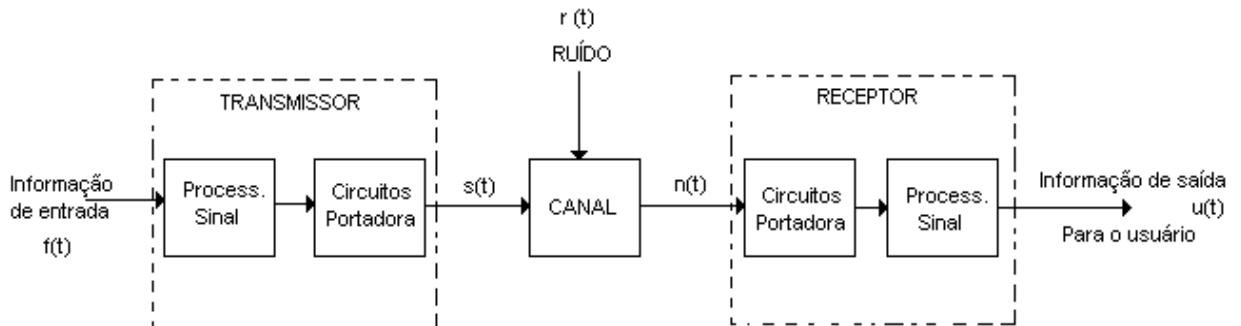 r (t)
RUÍDO
TRANSMISSOR
RECEPTOR
Informação
de entrada
f(t)
Process.
Sinal
Circuitos
Portadora
s(t)
CANAL
n(t)
Circuitos
Portadora
Process.
Sinal
Informação de saída
u(t)
Para o usuário